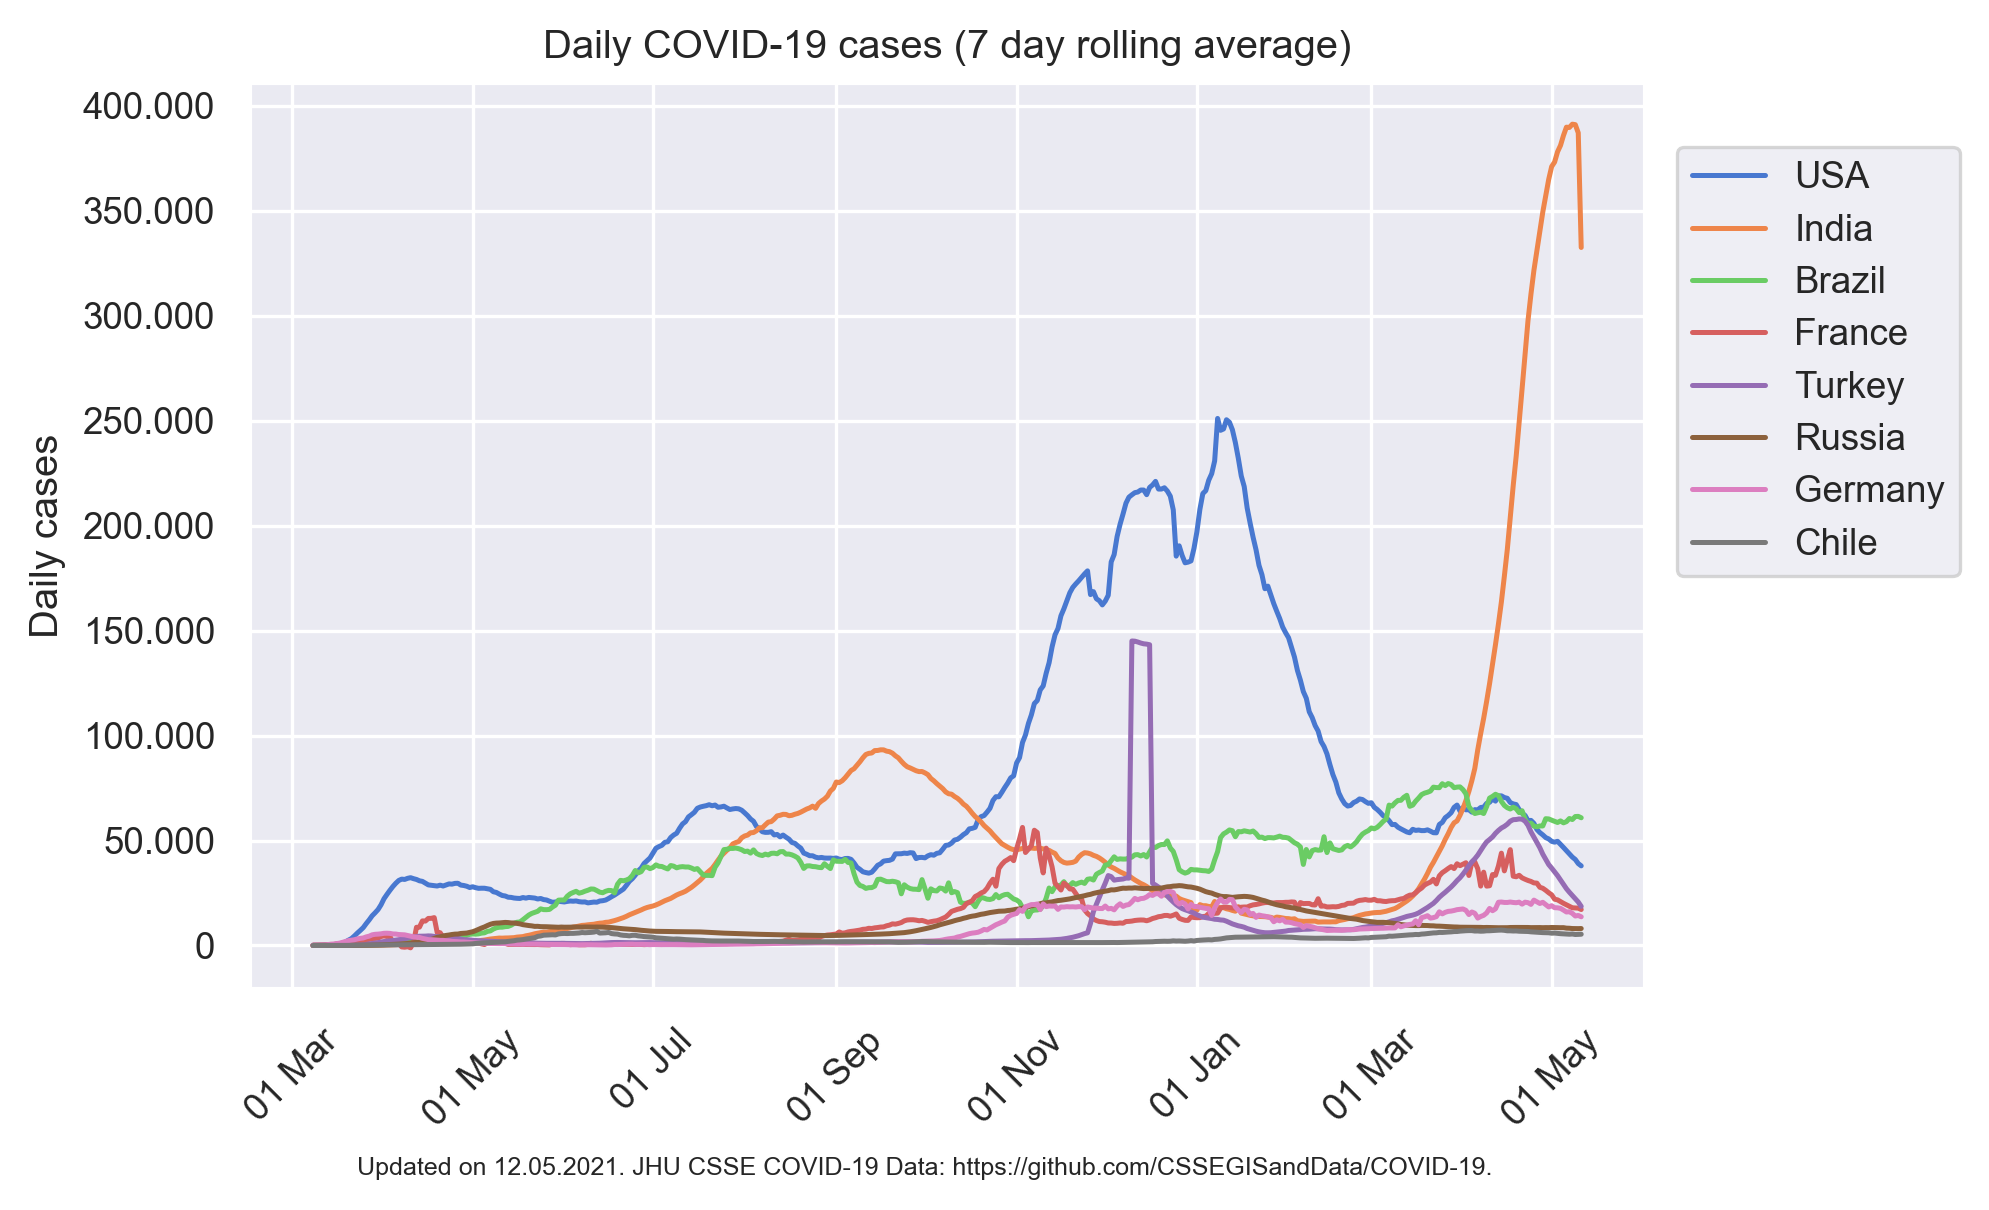 Daily COVID-19 cases (7 day rolling average)
400.000
350.000
300.000
250.000
200.000
150.000
100.000
50.000
0
Daily cases
01 Mar
01 May
01 Jul
01 Sep
01 Nov
01 Jan
01 Mar
01 May
USA
India
Brazil
France
Turkey
Russia
Germany
Chile
Updated on 12.05.2021. JHU CSSE COVID-19 Data: https://github.com/CSSEGISandData/COVID-19.